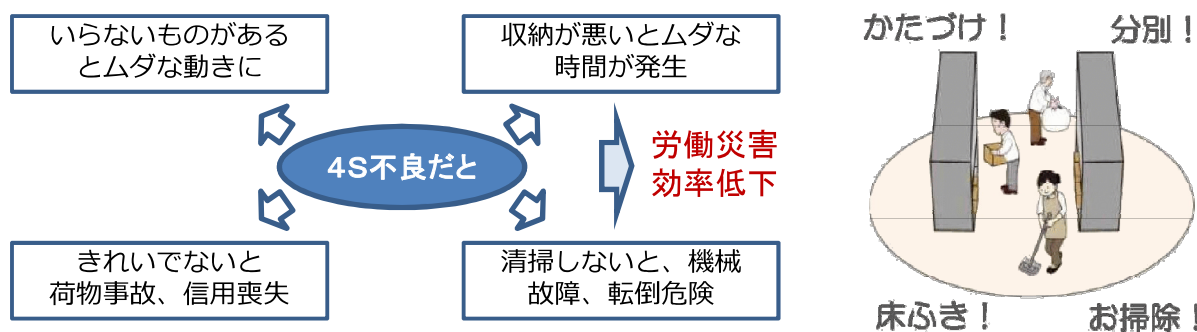 いらないものがある
とムダな動きに
収納が悪いとムダな
時間が発生
4S不良だと
労働災害
効率低下
きれいでないと
荷物事故、信用喪失
清掃しないと、機械
故障、転倒危険
かたづけ！
分別！
床ふき！
お掃除！